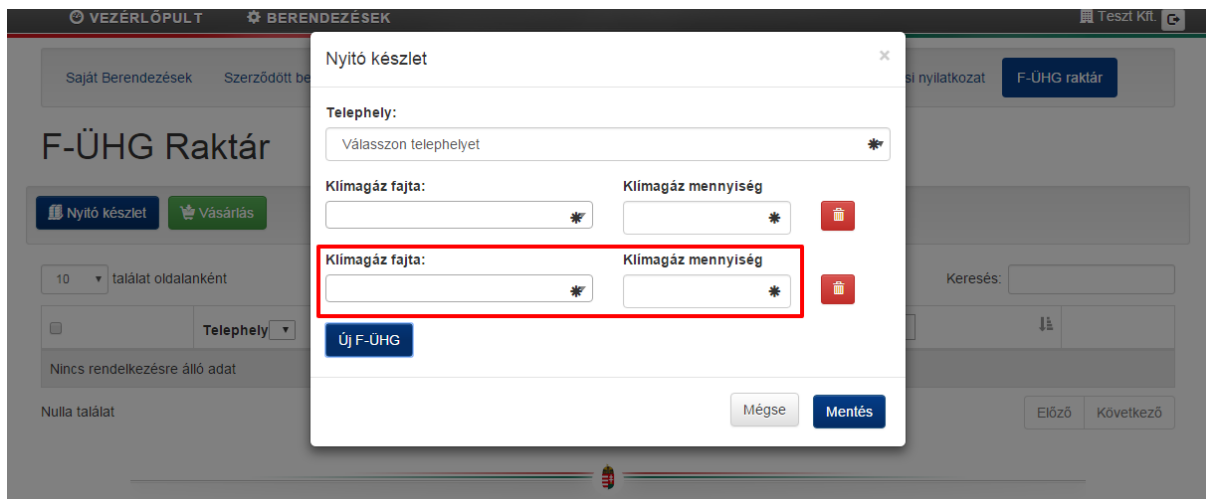 VEZÉRLŐPULT BERENDEZÉSEK Teszt Kft.
Saját Berendezések Szerződött be si nyilatkozat F-ÜHG raktár
F-ÜHG Raktár
Nyitó készlet Vásárlás
10 találat oldalanként Keresés:
Telephely
Nincs rendelkezésre álló adat
Nulla találat Előző Következő
Nyitó készlet ×
Telephely:
Válasszon telephelyet
Klímagáz fajta: Klímagáz mennyiség
Klímagáz fajta: Klímagáz mennyiség
Új F-ÜHG
Mégse Mentés